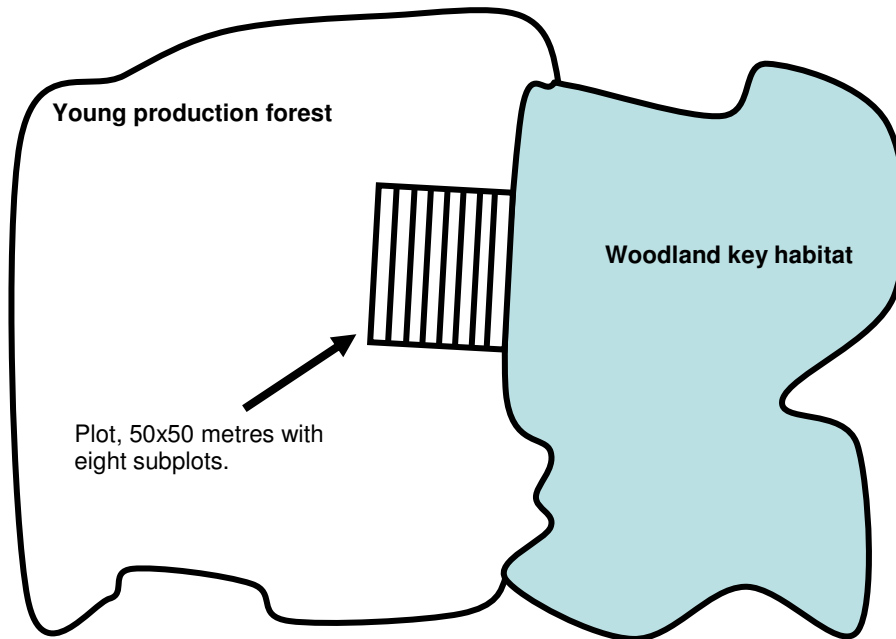 Young production forest
Woodland key habitat
Plot, 50x50 metres with
eight subplots.